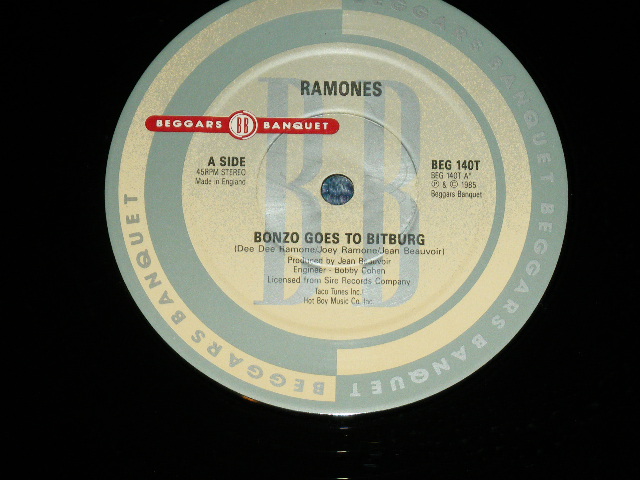 RAMONES
BEGGARS BB BANQUET
A SIDE
45RPM STEREO
Made in England
BEG 140T
BEG 140T A'
℗ & © 1985
Beggars Banquet
BONZO GOES TO BITBURG
(Dee Dee Ramone/Joey Ramone/Jean Beauvoir)
Produced by Jean Beauvoir
Engineer - Bobby Cohen
Licensed from Sire Records Company
Taco Tunes Inc./
Hot Boy Music Co. Inc.
BB
BEGGARS BANQUET BEGGARS BANQUET BEGGARS BANQUET